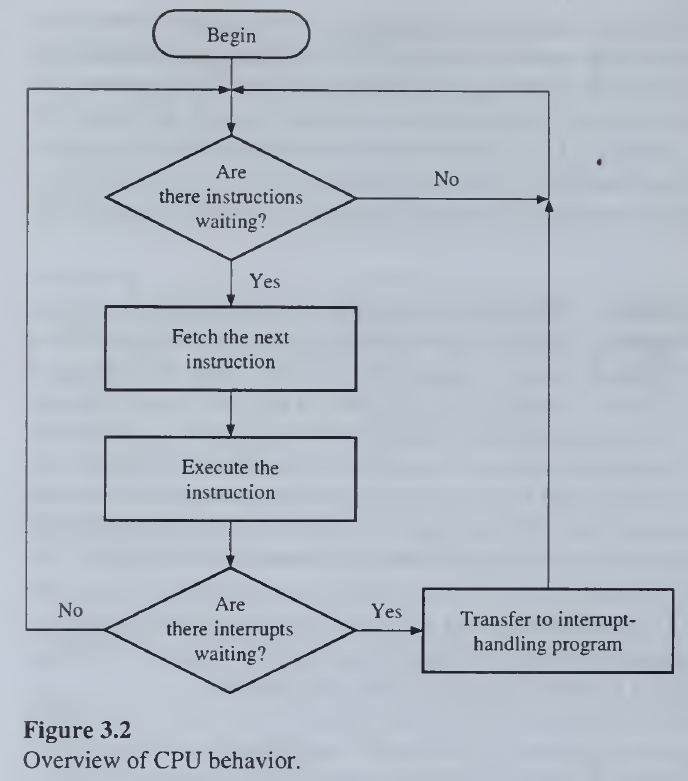 Begin
Are
there instructions
waiting?
No
Yes
Fetch the next
instruction
Execute the
instruction
Are
there interrupts
waiting?
No
Yes
Transfer to interrupt-
handling program
Figure 3.2
Overview of CPU behavior.